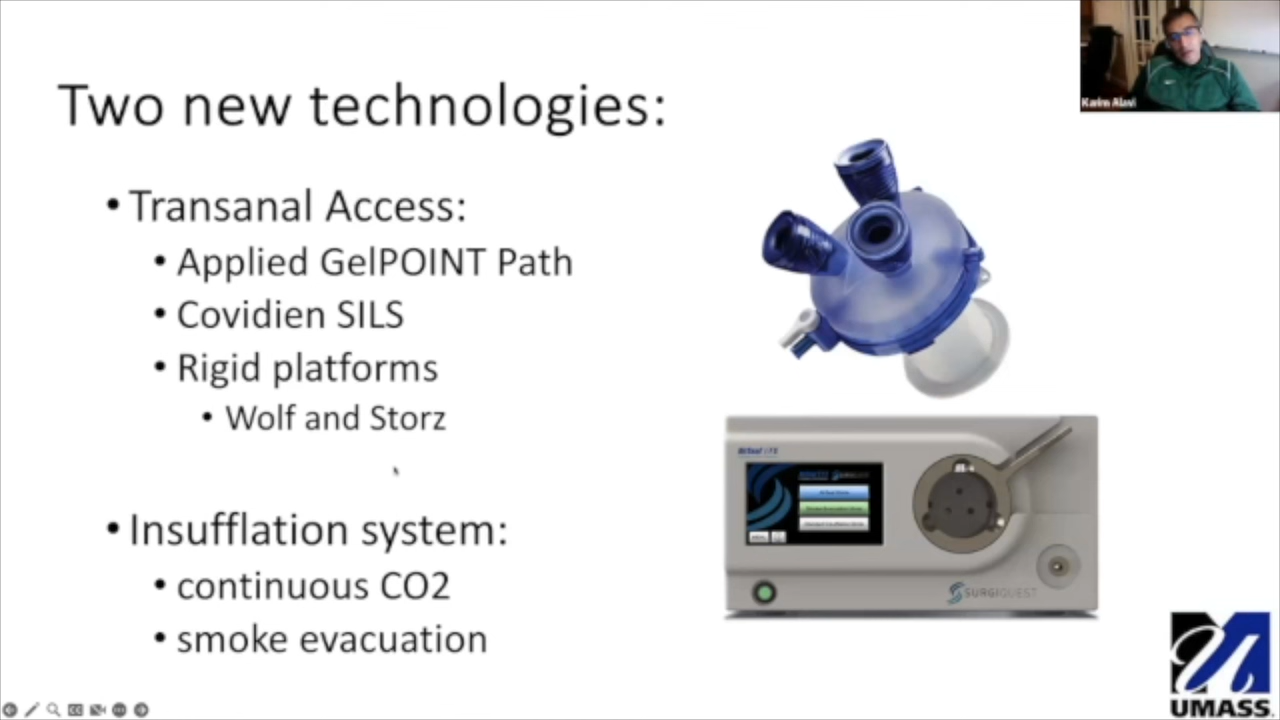 Two new technologies:
• Transanal Access:
• Applied GelPOINT Path
• Covidien SILS
• Rigid platforms
• Wolf and Storz
• Insufflation system:
• continuous CO2
• smoke evacuation
Karim Alavi
SURGIQUEST
UMASS